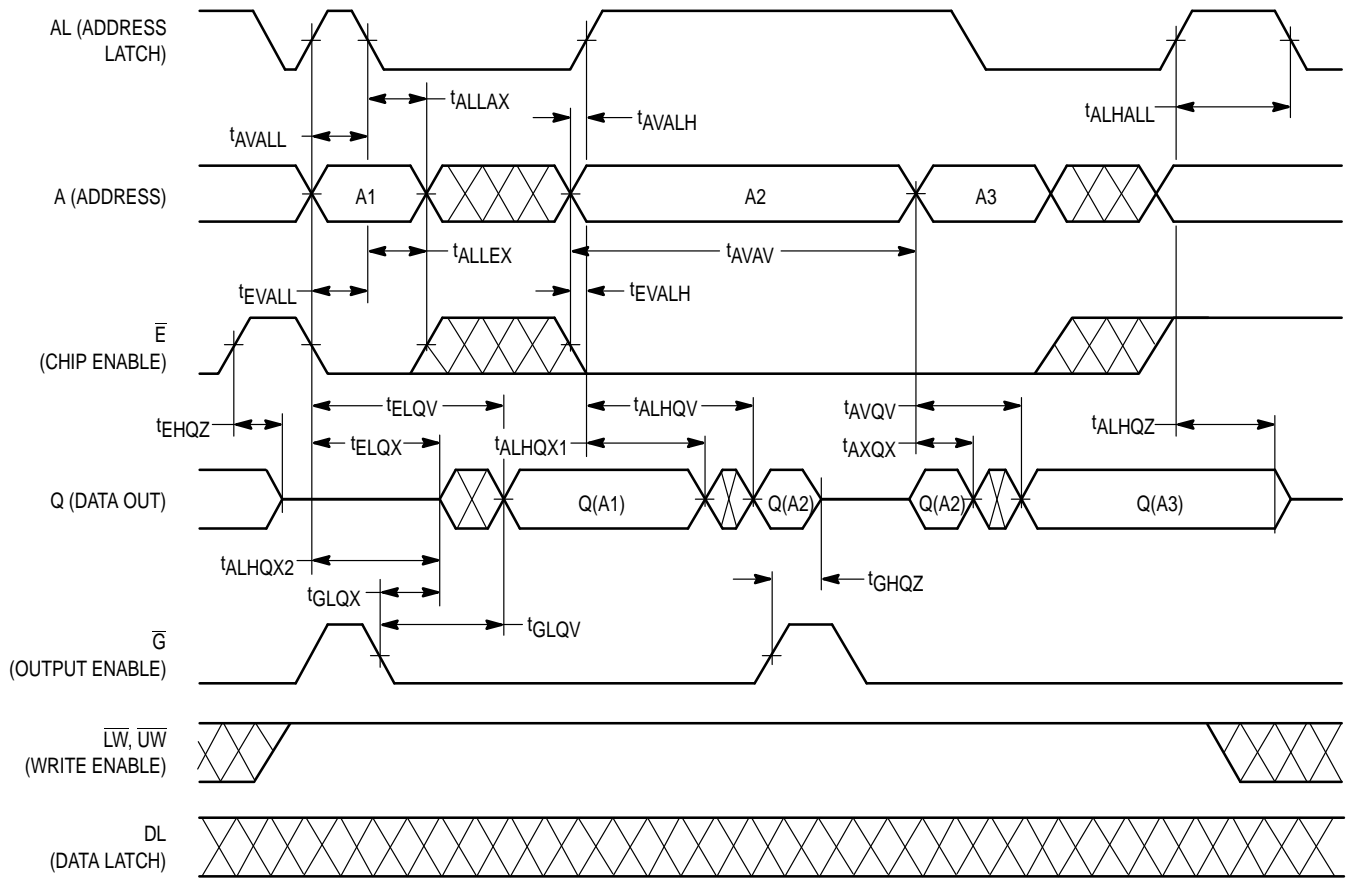 AL (ADDRESS
LATCH)
tALLAX
tAVALL
tAVALH
tALHALL
A (ADDRESS)
A1
A2
A3
tALLEX
tAVAV
tEVALL
tEVALH
E
(CHIP ENABLE)
tELQV
tALHQV
tAVQV
tEHQZ
tELQX
tALHQX1
tAXQX
tALHQZ
Q (DATA OUT)
Q(A1)
Q(A2)
Q(A2)
Q(A3)
tALHQX2
tGLQX
tGHQZ
tGLQV
G
(OUTPUT ENABLE)
LW, UW
(WRITE ENABLE)
DL
(DATA LATCH)